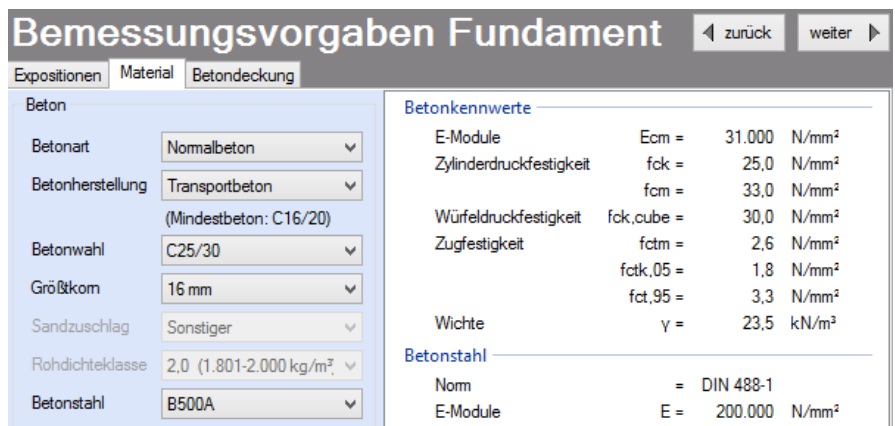 Bemessungsvorgaben Fundament
zurück
weiter
Expositionen Material Betondeckung
Beton
Betonart Normalbeton
Betonherstellung Transportbeton
(Mindestbeton: C16/20)
Betonwahl C25/30
Größtkorn 16 mm
Sandzuschlag Sonstiger
Rohdichteklasse 2,0 (1.801-2.000 kg/m³,
Betonstahl B500A
Betonkennwerte
E-Module Ecm = 31.000 N/mm²
Zylinderdruckfestigkeit fck = 25,0 N/mm²
fcm = 33,0 N/mm²
Würfeldruckfestigkeit fck,cube = 30,0 N/mm²
Zugfestigkeit fctm = 2,6 N/mm²
fctk,05 = 1,8 N/mm²
fct,95 = 3,3 N/mm²
Wichte γ = 23,5 kN/m³
Betonstahl
Norm = DIN 488-1
E-Module E = 200.000 N/mm²